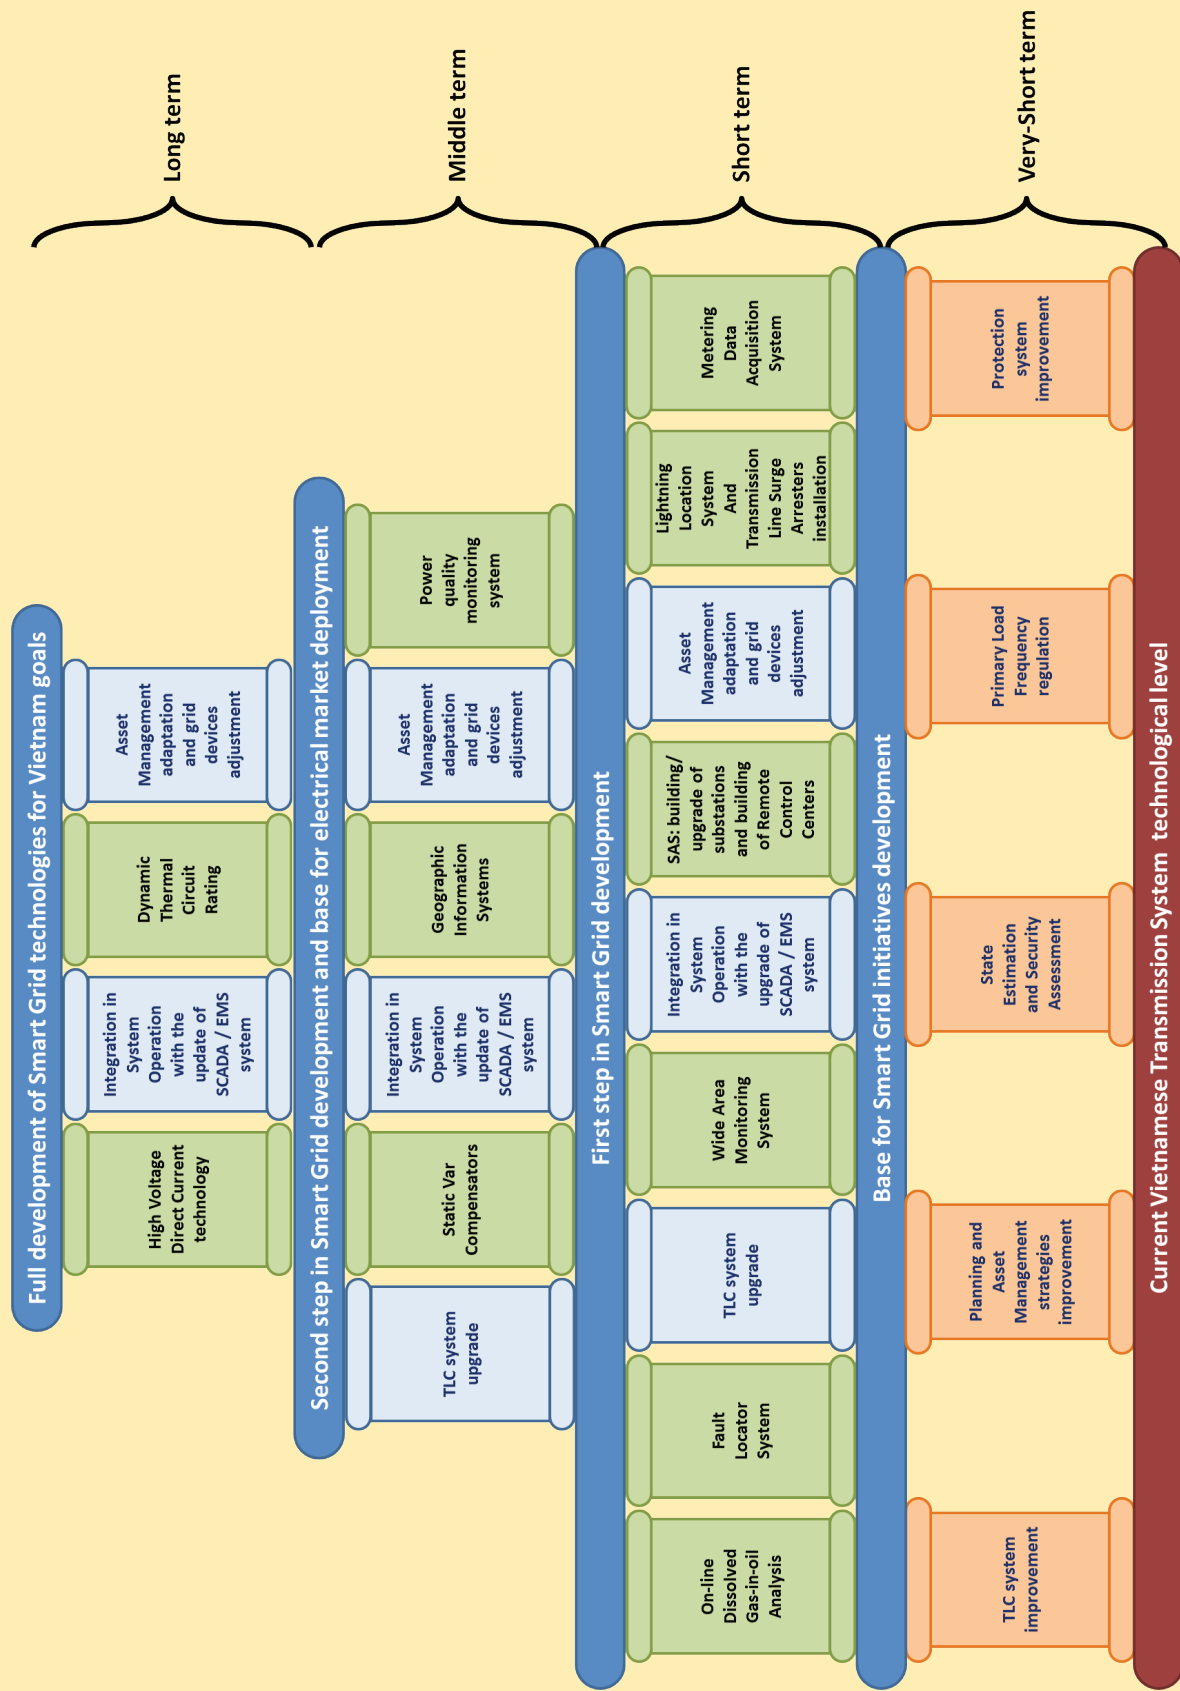 Full development of Smart Grid technologies for Vietnam goals
High Voltage
Direct Current
technology
Integration in
System
Operation
with the
update of
SCADA / EMS
system
Dynamic
Thermal
Circuit
Rating
Asset
Management
adaptation
and grid
devices
adjustment
Long term
Second step in Smart Grid development and base for electrical market deployment
TLC system
upgrade
Static Var
Compensators
Integration in
System
Operation
with the
update of
SCADA / EMS
system
Geographic
Information
Systems
Asset
Management
adaptation
and grid
devices
adjustment
Power
quality
monitoring
system
Middle term
First step in Smart Grid development
On-line
Dissolved
Gas-in-oil
Analysis
Fault
Locator
System
TLC system
upgrade
Wide Area
Monitoring
System
Integration in
System
Operation
with the
upgrade of
SCADA / EMS
system
SAS: building/
upgrade of
substations
and building
of Remote
Control
Centers
Asset
Management
adaptation
and grid
devices
adjustment
Lightning
Location
System
And
Transmission
Line Surge
Arresters
installation
Metering
Data
Acquisition
System
Short term
Base for Smart Grid initiatives development
TLC system
improvement
Planning and
Asset
Management
strategies
improvement
State
Estimation
and Security
Assessment
Primary Load
Frequency
regulation
Protection
system
improvement
Very-Short term
Current Vietnamese Transmission System technological level